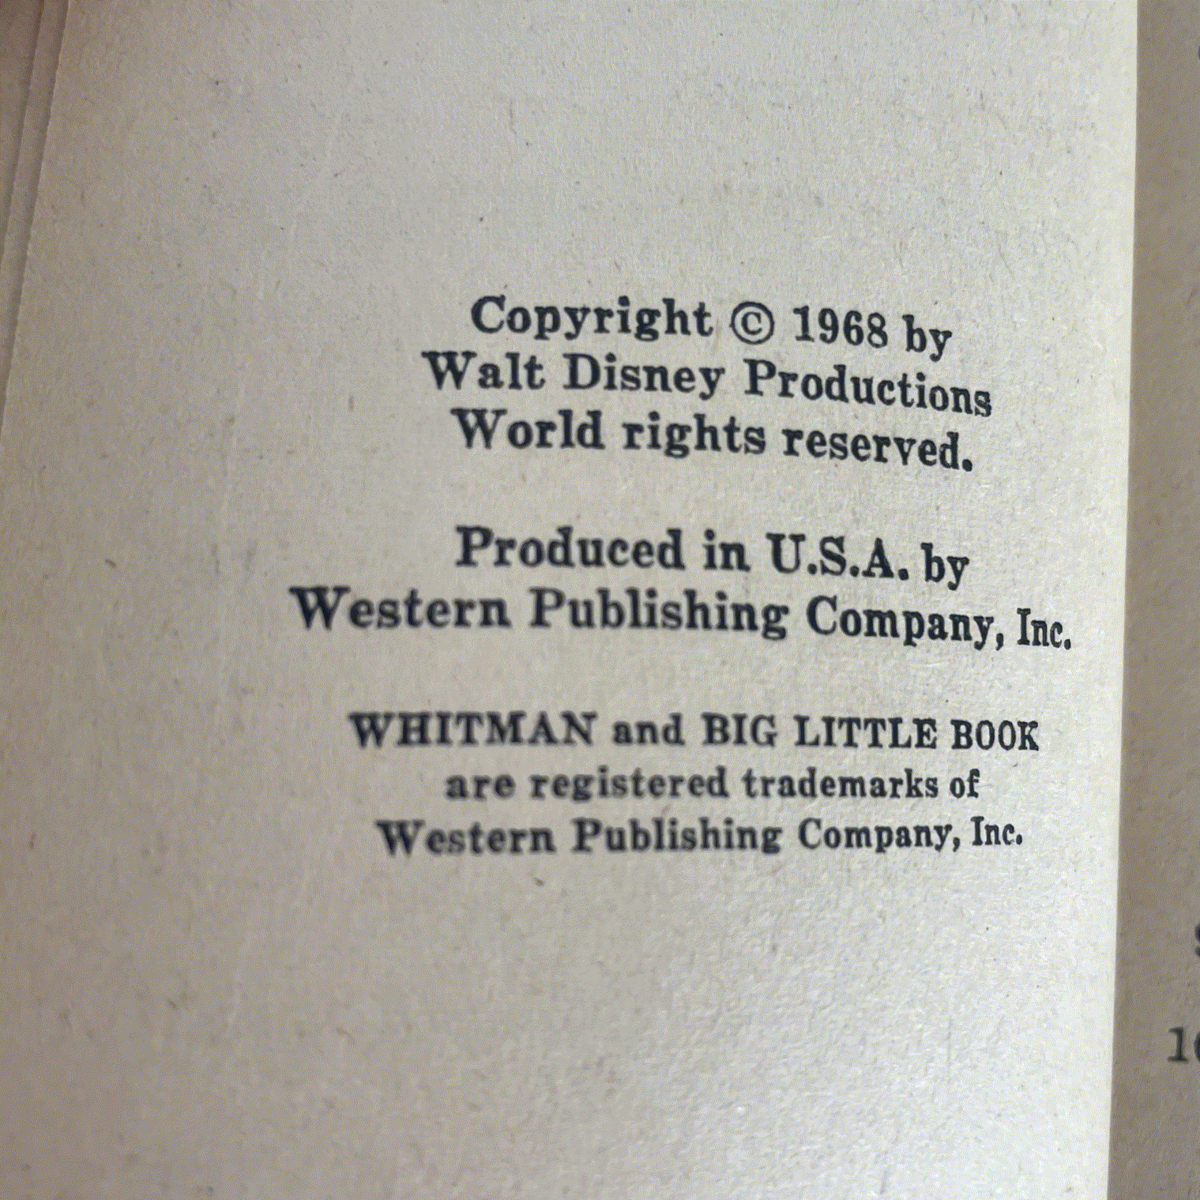 Copyright © 1968 by
Walt Disney Productions
World rights reserved.
Produced in U.S.A. by
Western Publishing Company, Inc.
WHITMAN and BIG LITTLE BOOK
are registered trademarks of
Western Publishing Company, Inc.